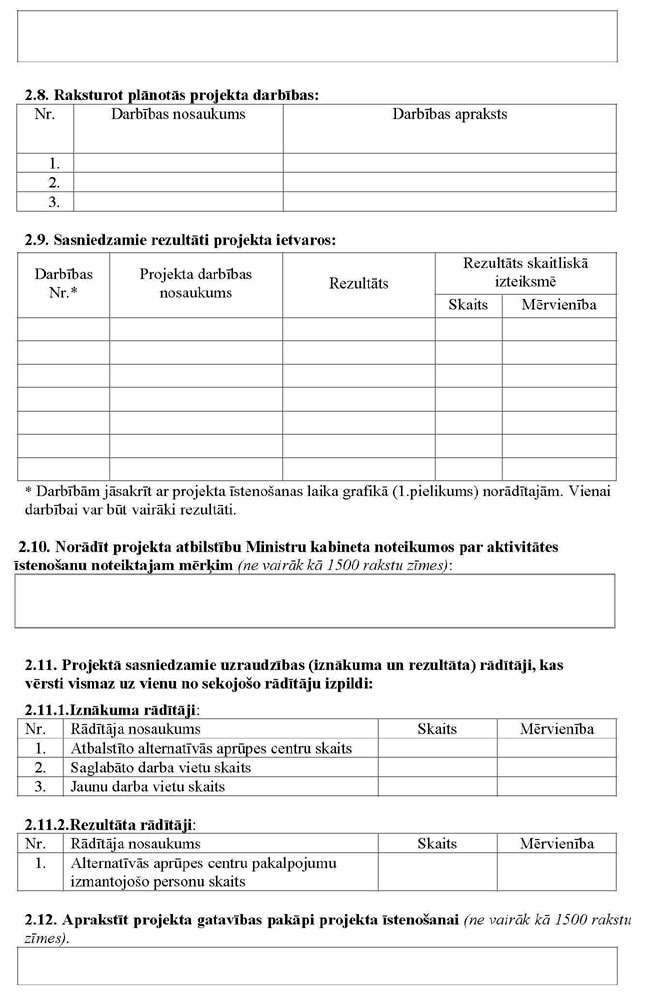 2.8. Raksturot plānotās projekta darbības:
Nr. Darbības nosaukums Darbības apraksts
1.
2.
3.
2.9. Sasniedzamie rezultāti projekta ietvaros:
Darbības Nr.* Projekta darbības nosaukums Rezultāts Rezultāts skaitliskā izteiksmē
Skaits Mērvienība
* Darbībām jāsakrīt ar projekta īstenošanas laika grafikā (1.pielikums) norādītajām. Vienai
darbībai var būt vairāki rezultāti.
2.10. Norādīt projekta atbilstību Ministru kabineta noteikumos par aktivitātes
īstenošanu noteiktajam mērķim (ne vairāk kā 1500 rakstu zīmes):
2.11. Projektā sasniedzamie uzraudzības (iznākuma un rezultāta) rādītāji, kas
vērsti vismaz uz vienu no sekojošo rādītāju izpildi:
2.11.1.Iznākuma rādītāji:
Nr. Rādītāja nosaukums Skaits Mērvienība
1. Atbalstīto alternatīvās aprūpes centru skaits
2. Saglabāto darba vietu skaits
3. Jaunu darba vietu skaits
2.11.2.Rezultāta rādītāji:
Nr. Rādītāja nosaukums Skaits Mērvienība
1. Alternatīvās aprūpes centru pakalpojumu
izmantojošo personu skaits
2.12. Aprakstīt projekta gatavības pakāpi projekta īstenošanai (ne vairāk kā 1500 rakstu
zīmes).